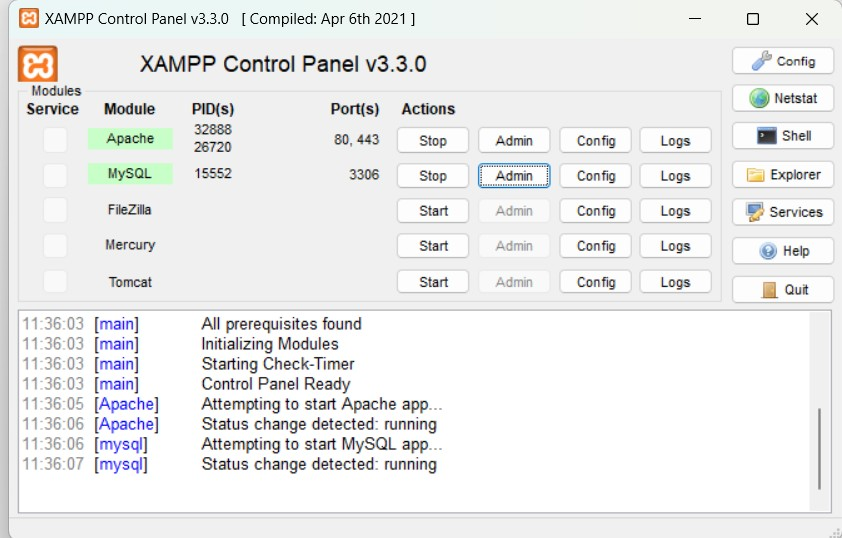 XAMPP Control Panel v3.3.0 [ Compiled: Apr 6th 2021 ]
XAMPP Control Panel v3.3.0
Config
Modules
Service Module PID(s) Port(s) Actions
Netstat
Apache 32888 26720 80, 443 Stop Admin Config Logs
Shell
MySQL 15552 3306 Stop Admin Config Logs
Explorer
FileZilla Start Admin Config Logs
Services
Mercury Start Admin Config Logs
Help
Tomcat Start Admin Config Logs
Quit
11:36:03 [main] All prerequisites found
11:36:03 [main] Initializing Modules
11:36:03 [main] Starting Check-Timer
11:36:03 [main] Control Panel Ready
11:36:05 [Apache] Attempting to start Apache app...
11:36:06 [Apache] Status change detected: running
11:36:06 [mysql] Attempting to start MySQL app...
11:36:07 [mysql] Status change detected: running